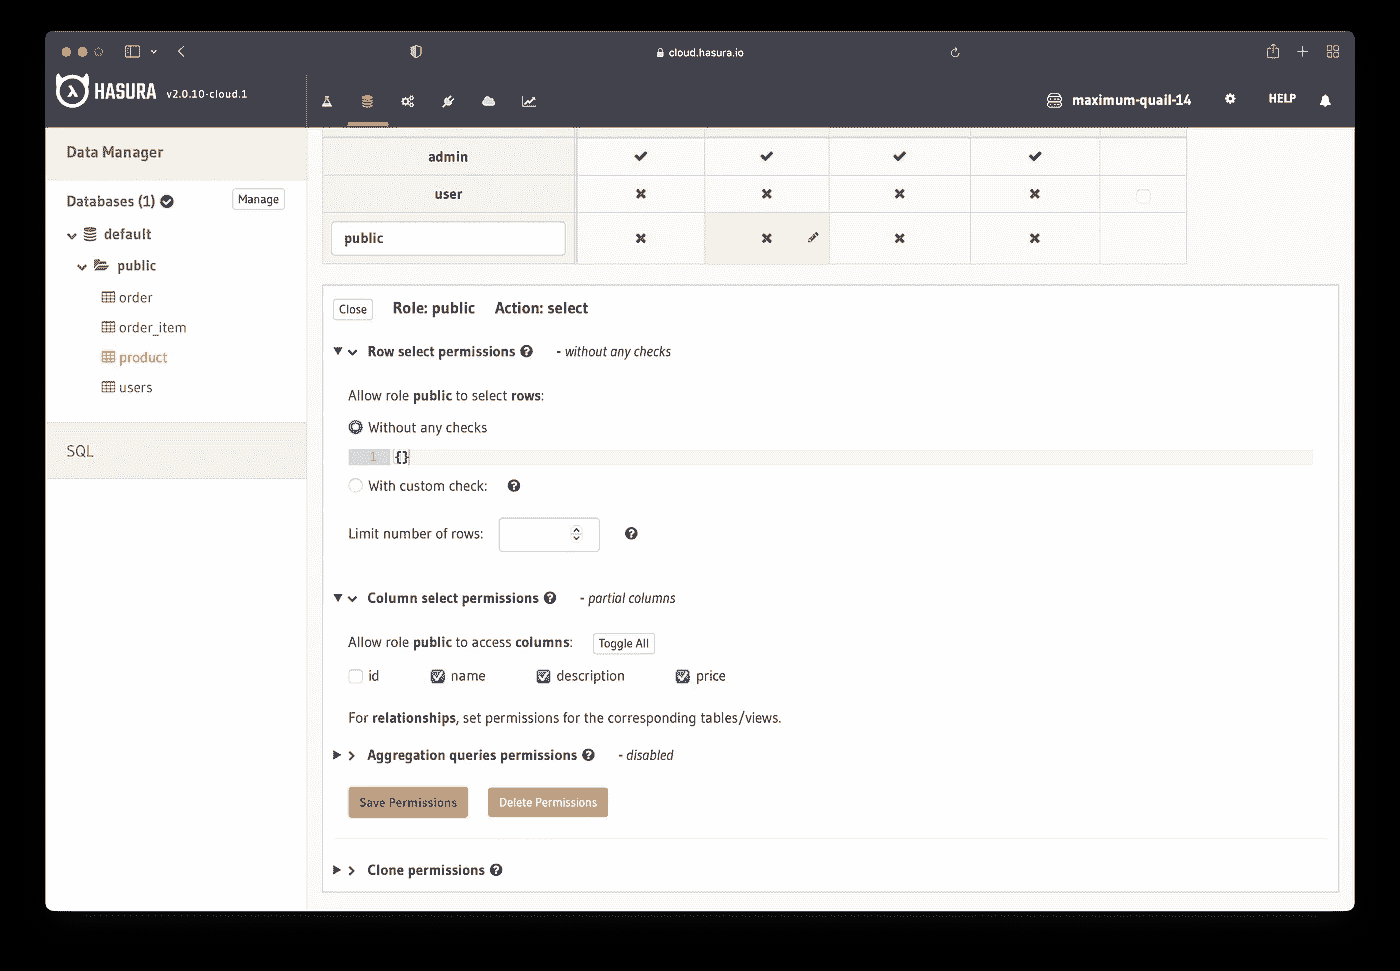 cloud.hasura.io
HASURA v2.0.10-cloud.1
maximum-quail-14 HELP
Data Manager
Databases (1) Manage
default
public
order
order_item
product
users
SQL
admin
user
public
Close Role: public Action: select
Row select permissions - without any checks
Allow role public to select rows:
Without any checks
1 {}
With custom check:
Limit number of rows:
Column select permissions - partial columns
Allow role public to access columns: Toggle All
id name description price
For relationships, set permissions for the corresponding tables/views.
Aggregation queries permissions - disabled
Save Permissions Delete Permissions
Clone permissions